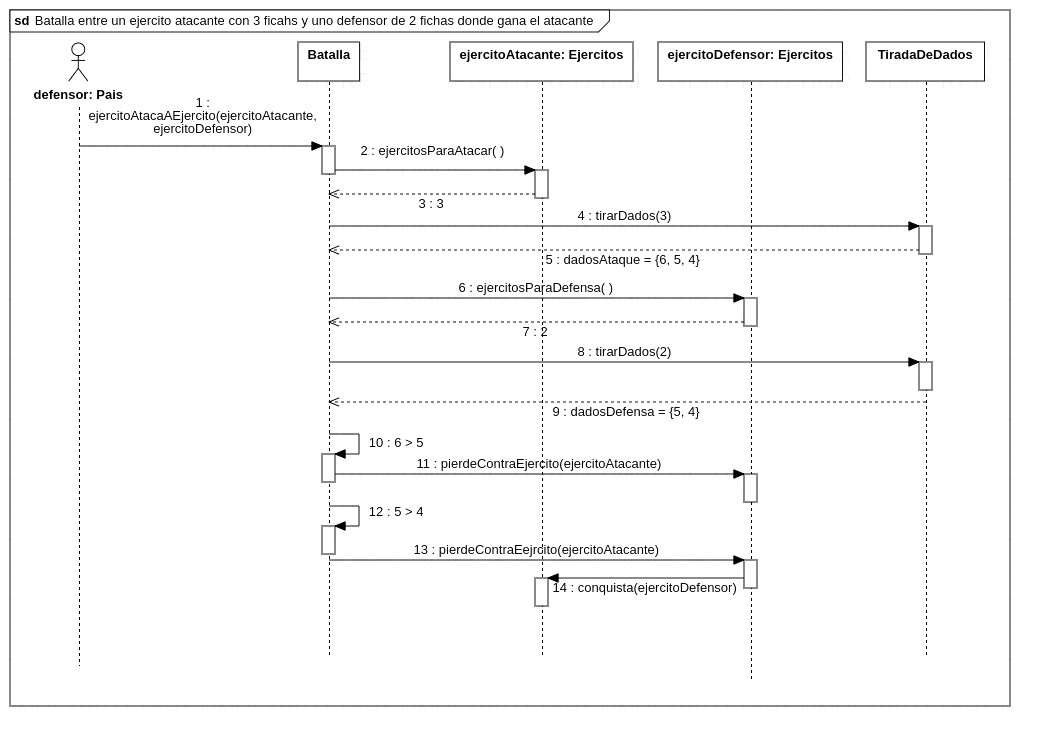 sd Batalla entre un ejercito atacante con 3 ficahs y uno defensor de 2 fichas donde gana el atacante
defensor: Pais
Batalla
ejercitoAtacante: Ejercitos
ejercitoDefensor: Ejercitos
TiradaDeDados
1 :
ejercitoAtacaAEjercito(ejercitoAtacante,
ejercitoDefensor)
2 : ejercitosParaAtacar( )
3 : 3
4 : tirarDados(3)
5 : dadosAtaque = {6, 5, 4}
6 : ejercitosParaDefensa( )
7 : 2
8 : tirarDados(2)
9 : dadosDefensa = {5, 4}
10 : 6 > 5
11 : pierdeContraEjercito(ejercitoAtacante)
12 : 5 > 4
13 : pierdeContraEejrcito(ejercitoAtacante)
14 : conquista(ejercitoDefensor)